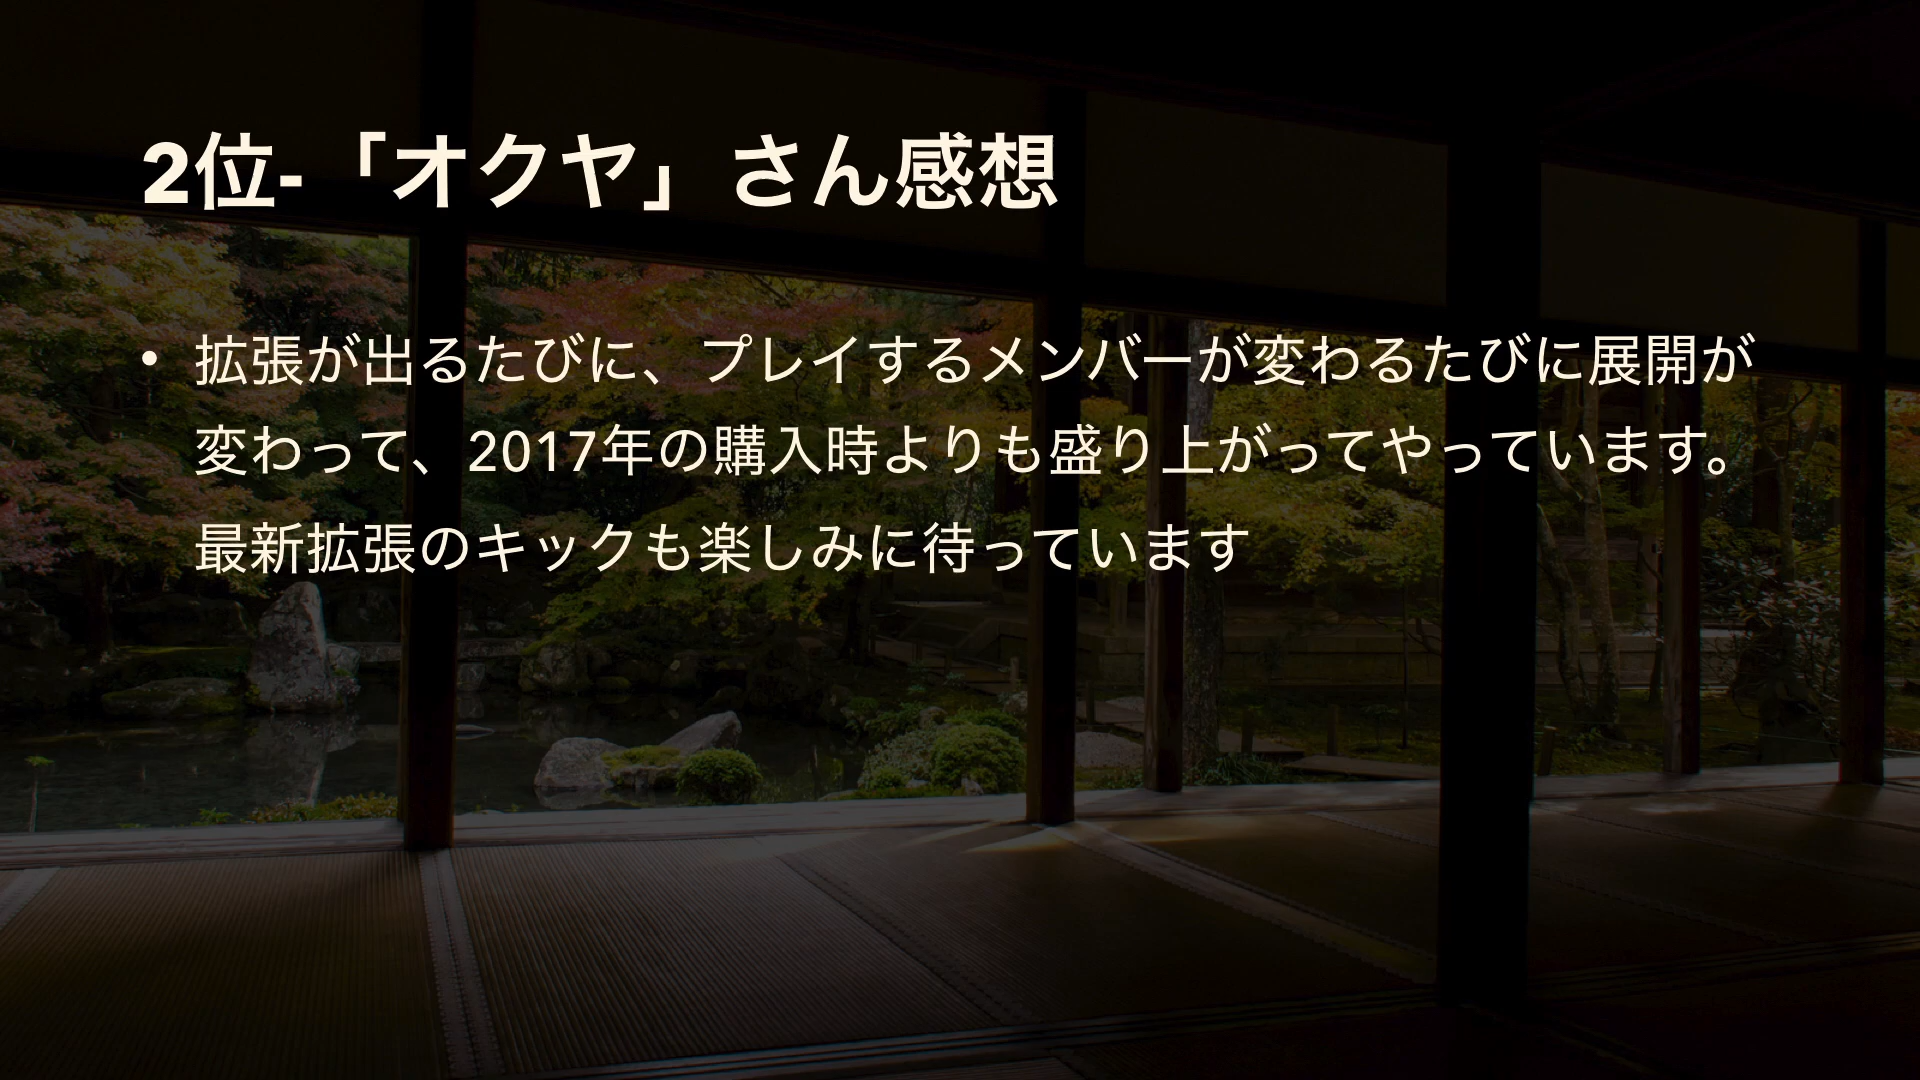 2位-「オクヤ」さん感想
• 拡張が出るたびに、プレイするメンバーが変わるたびに展開が
変わって、2017年の購入時よりも盛り上がってやっています。
最新拡張のキックも楽しみに待っています